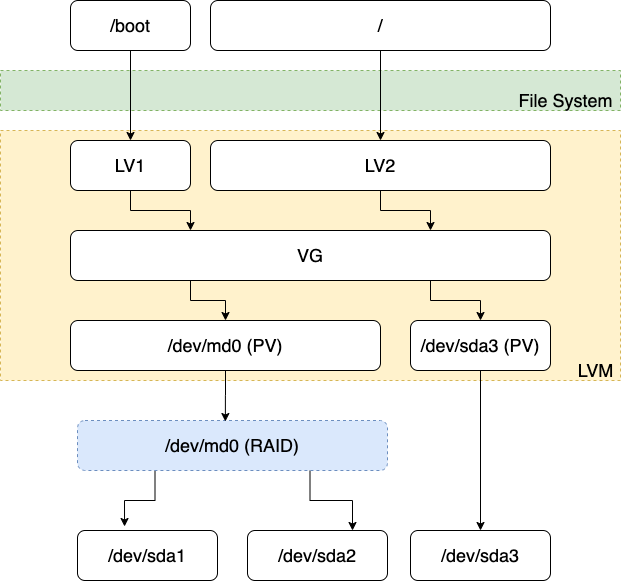 /boot
/
File System
LV1
LV2
VG
/dev/md0 (PV)
/dev/sda3 (PV)
LVM
/dev/md0 (RAID)
/dev/sda1
/dev/sda2
/dev/sda3